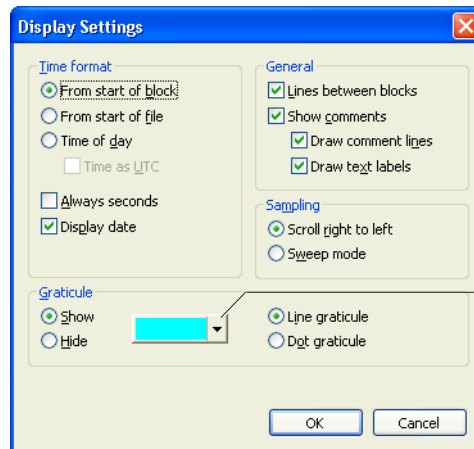 Display Settings
Time format
From start of block
From start of file
Time of day
Time as UTC
Always seconds
Display date
General
Lines between blocks
Show comments
Draw comment lines
Draw text labels
Sampling
Scroll right to left
Sweep mode
Graticule
Show
Hide
Line graticule
Dot graticule
OK
Cancel